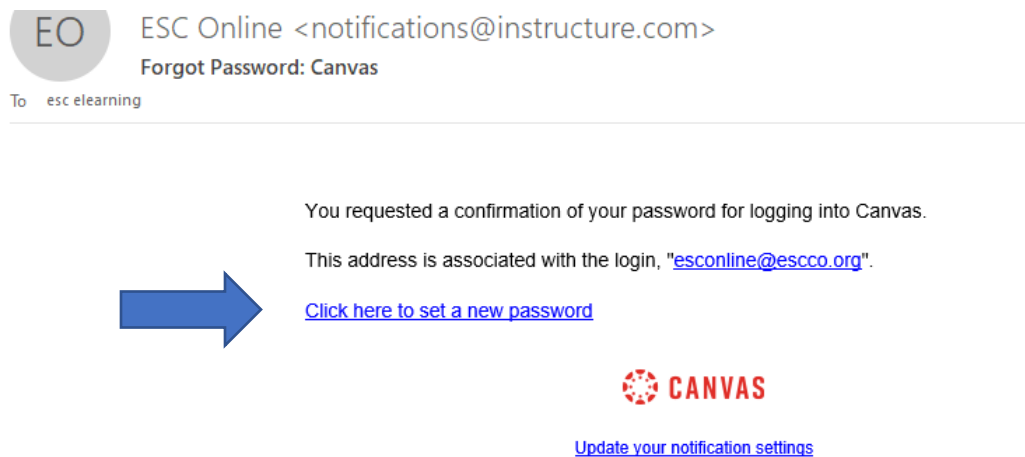 EO
ESC Online <notifications@instructure.com>
Forgot Password: Canvas
To esc elearning
You requested a confirmation of your password for logging into Canvas.
This address is associated with the login, "esconline@escco.org".
Click here to set a new password
CANVAS
Update your notification settings